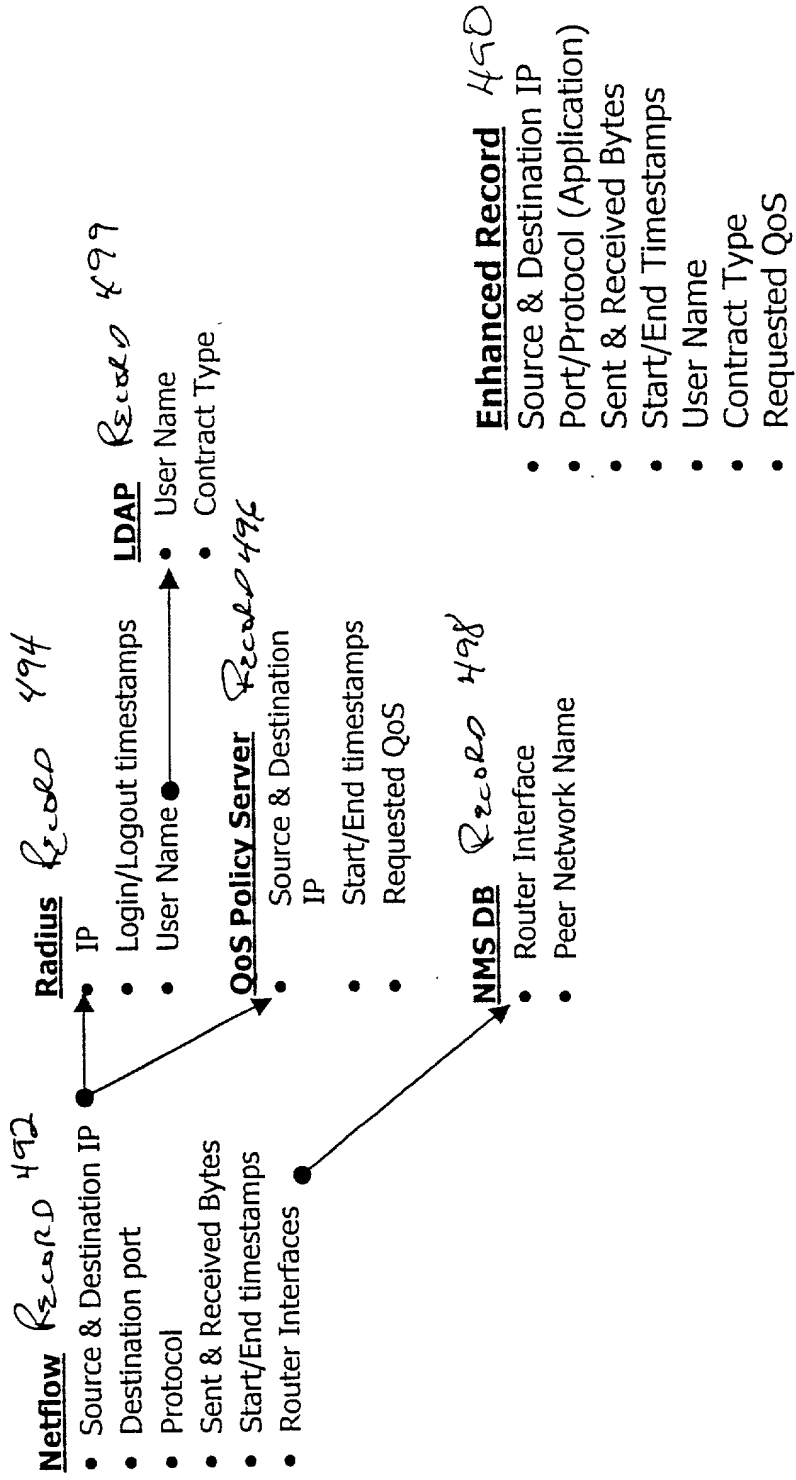 Netflow RECORD 492
• Source & Destination IP
• Destination port
• Protocol
• Sent & Received Bytes
• Start/End timestamps
• Router Interfaces
Radius RECORD 494
• IP
• Login/Logout timestamps
• User Name
QoS Policy Server RECORD 496
• Source & Destination
IP
• Start/End timestamps
• Requested QoS
NMS DB RECORD 498
• Router Interface
• Peer Network Name
LDAP RECORD 499
• User Name
• Contract Type
Enhanced Record 490
• Source & Destination IP
• Port/Protocol (Application)
• Sent & Received Bytes
• Start/End Timestamps
• User Name
• Contract Type
• Requested QoS